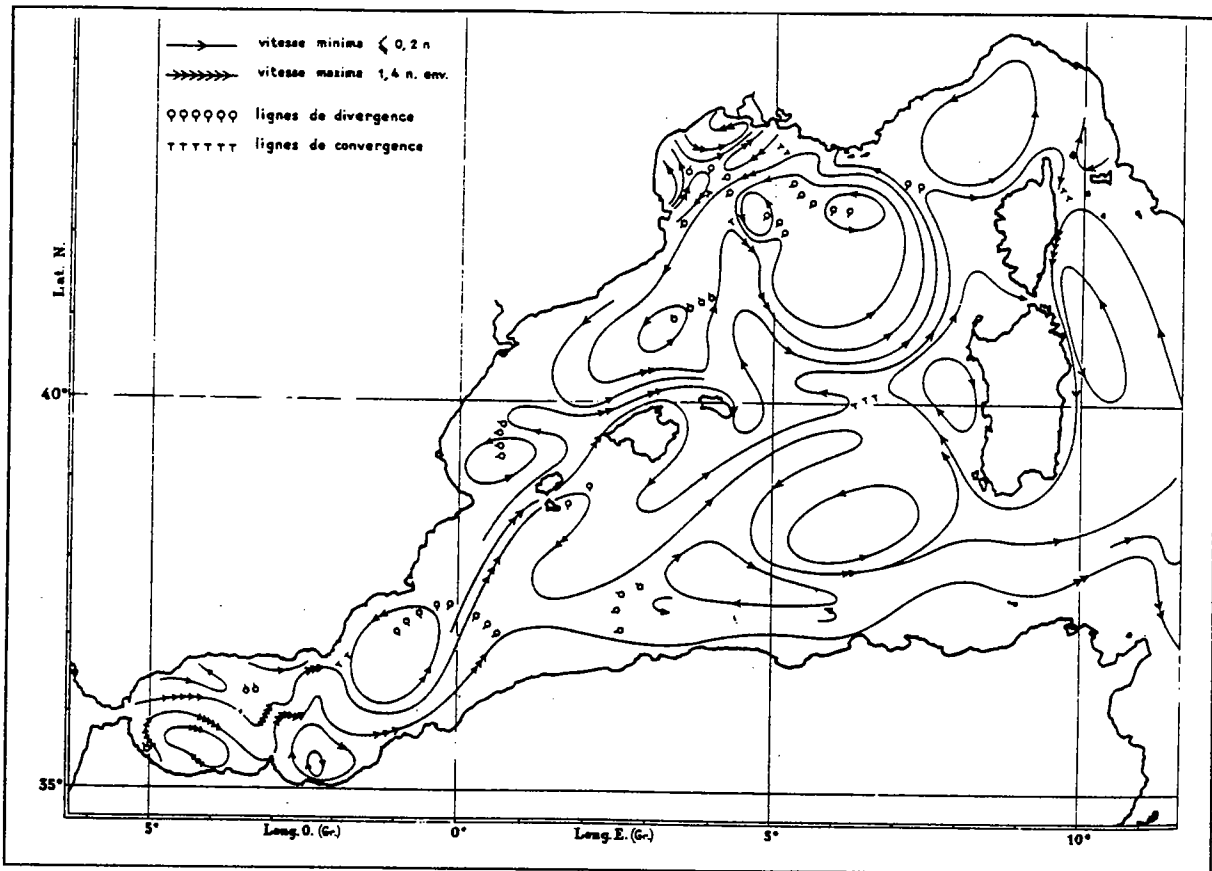 vitesse minima ⩽ 0,2 n
vitesse maxima 1,4 n. env.
lignes de divergence
lignes de convergence
Lat. N.
40°
35°
5°
Long. O. (Gr.)
0°
Long. E. (Gr.)
5°
10°